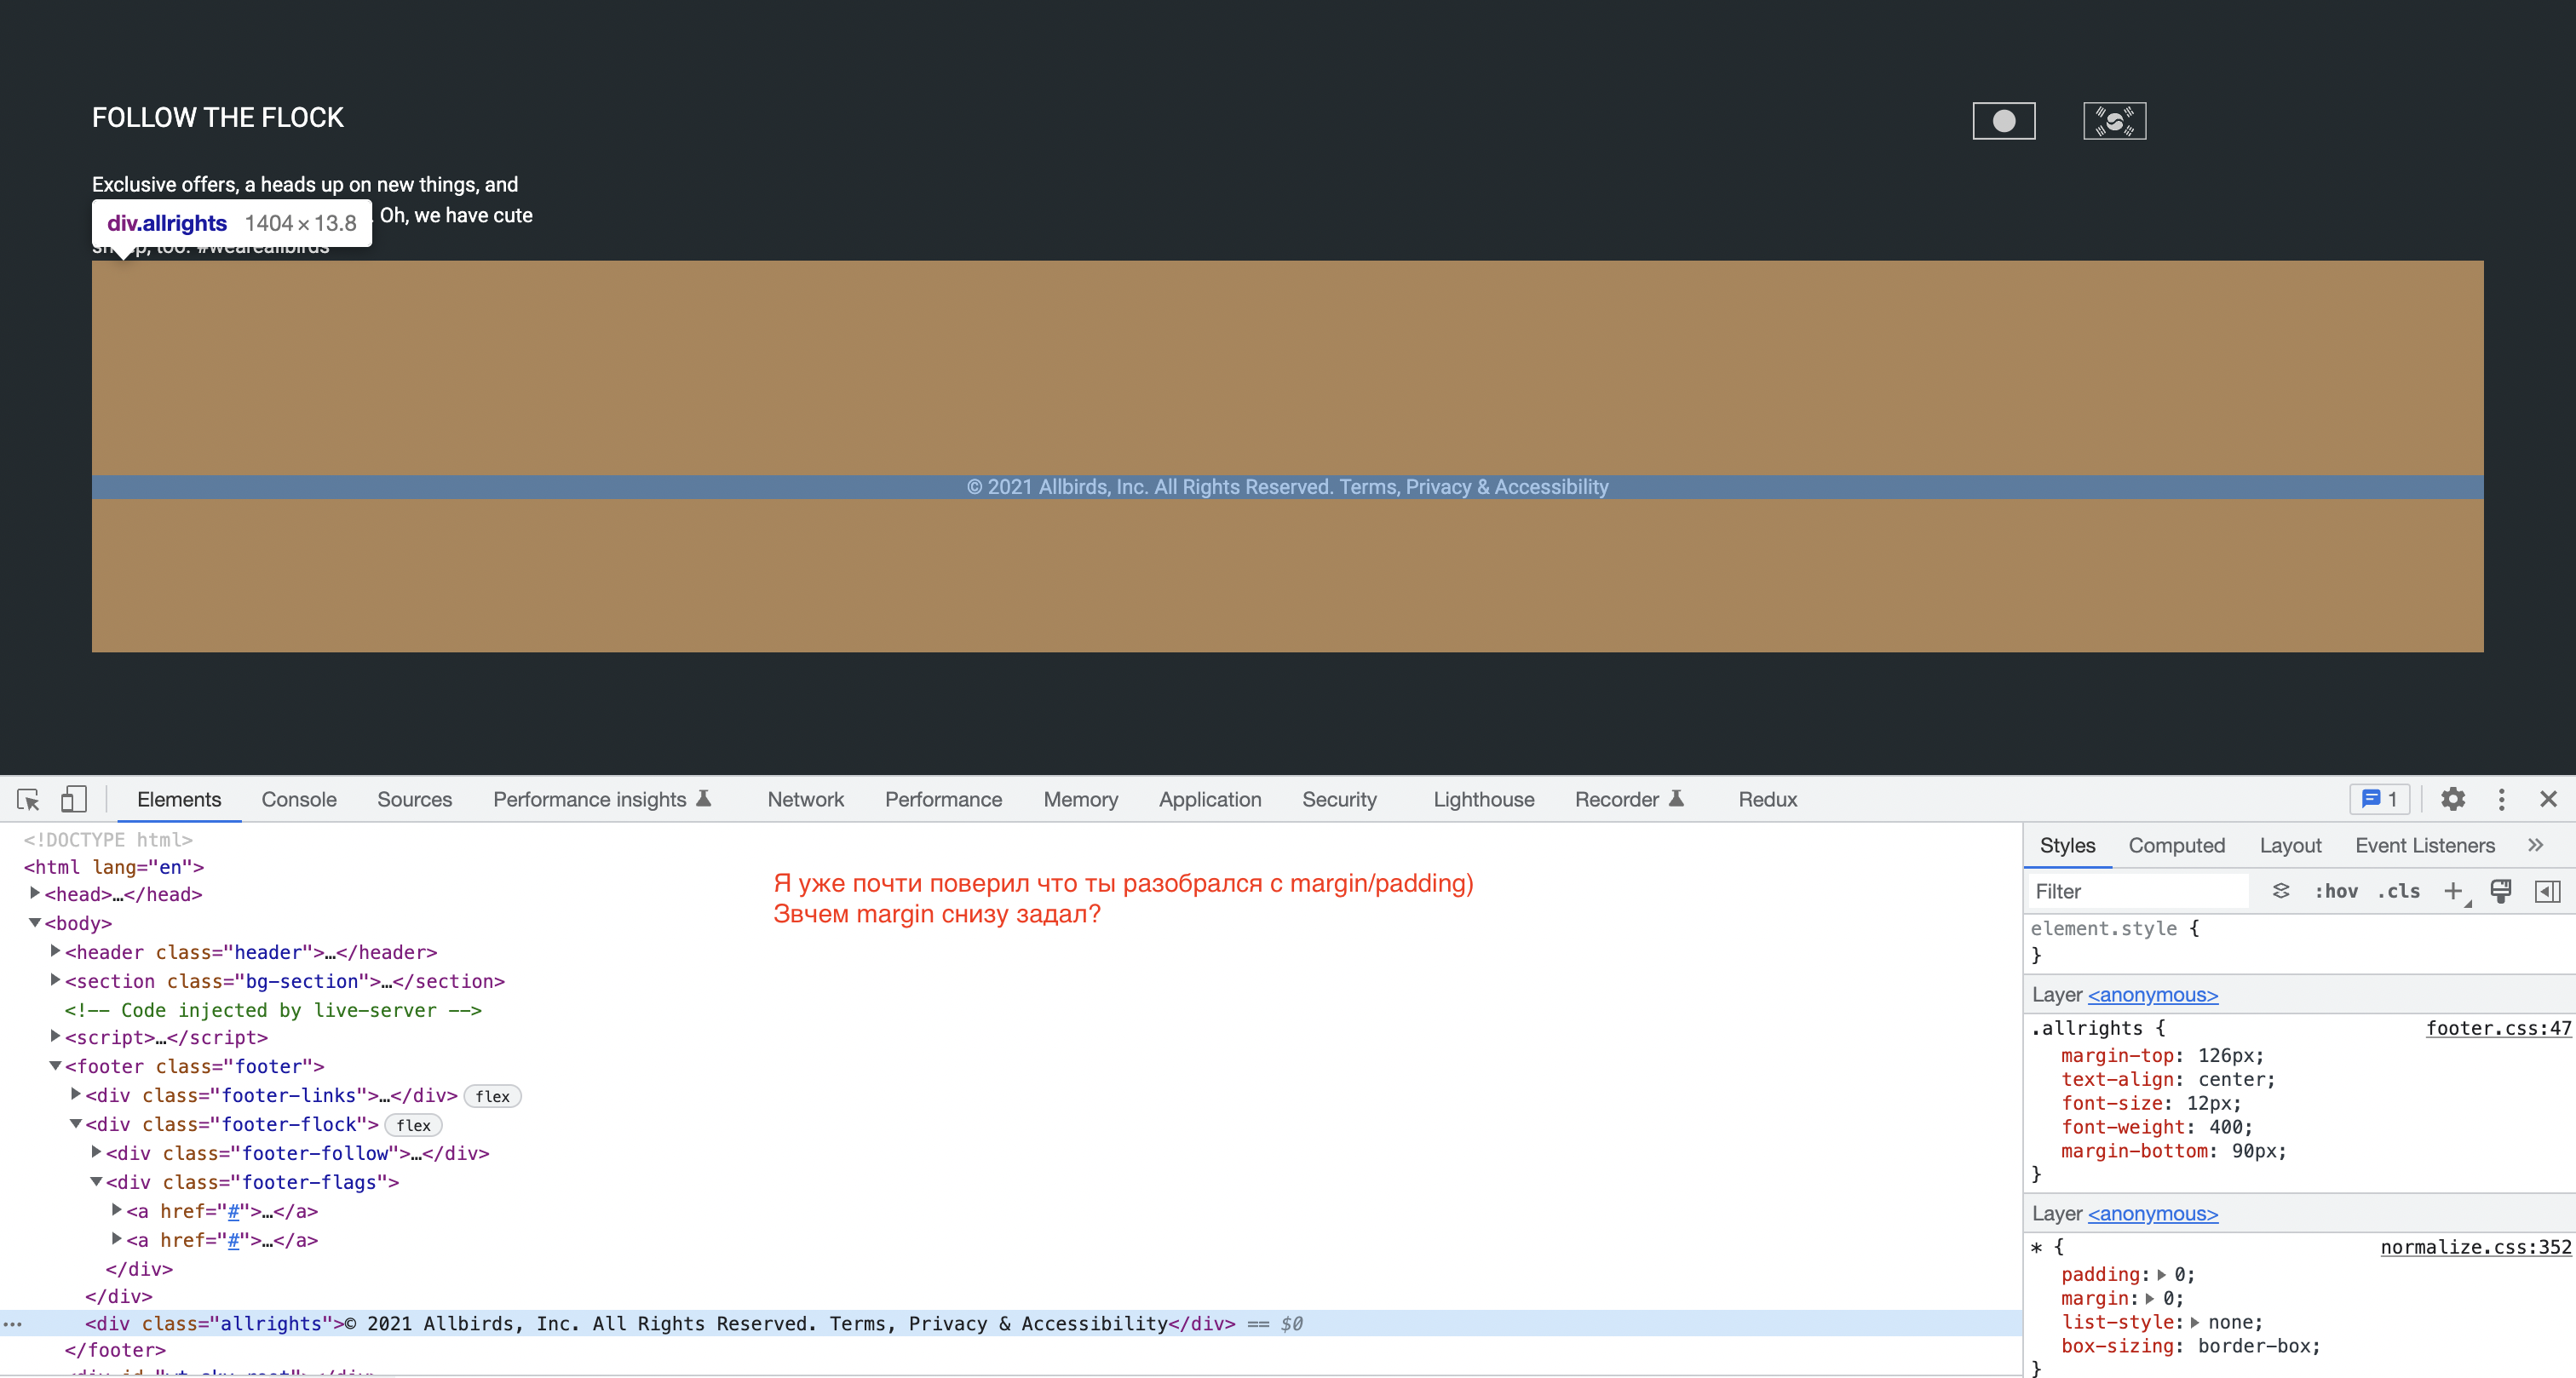 FOLLOW THE FLOCK
Exclusive offers, a heads up on new things, and
. Oh, we have cute
div.allrights 1404 × 13.8
too. #weareallbirds
© 2021 Allbirds, Inc. All Rights Reserved. Terms, Privacy & Accessibility
Elements Console Sources Performance insights Network Performance Memory Application Security Lighthouse Recorder Redux 1
<!DOCTYPE html>
<html lang="en">
<head>…</head>
<body>
<header class="header">…</header>
<section class="bg-section">…</section>
<!-- Code injected by live-server -->
<script>…</script>
<footer class="footer">
<div class="footer-links">…</div> flex
<div class="footer-flock"> flex
<div class="footer-follow">…</div>
<div class="footer-flags">
<a href="#">…</a>
<a href="#">…</a>
</div>
</div>
… <div class="allrights">© 2021 Allbirds, Inc. All Rights Reserved. Terms, Privacy & Accessibility</div> == $0
</footer>
Я уже почти поверил что ты разобрался с margin/padding)
Звчем margin снизу задал?
Styles Computed Layout Event Listeners »
Filter :hov .cls +
element.style {
}
Layer <anonymous>
.allrights { footer.css:47
margin-top: 126px;
text-align: center;
font-size: 12px;
font-weight: 400;
margin-bottom: 90px;
}
Layer <anonymous>
* { normalize.css:352
padding: 0;
margin: 0;
list-style: none;
box-sizing: border-box;
}